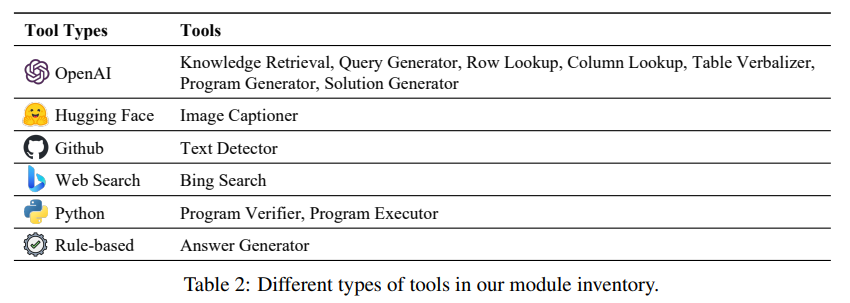 Tool Types Tools
OpenAI Knowledge Retrieval, Query Generator, Row Lookup, Column Lookup, Table Verbalizer,
Program Generator, Solution Generator
Hugging Face Image Captioner
Github Text Detector
Web Search Bing Search
Python Program Verifier, Program Executor
Rule-based Answer Generator
Table 2: Different types of tools in our module inventory.